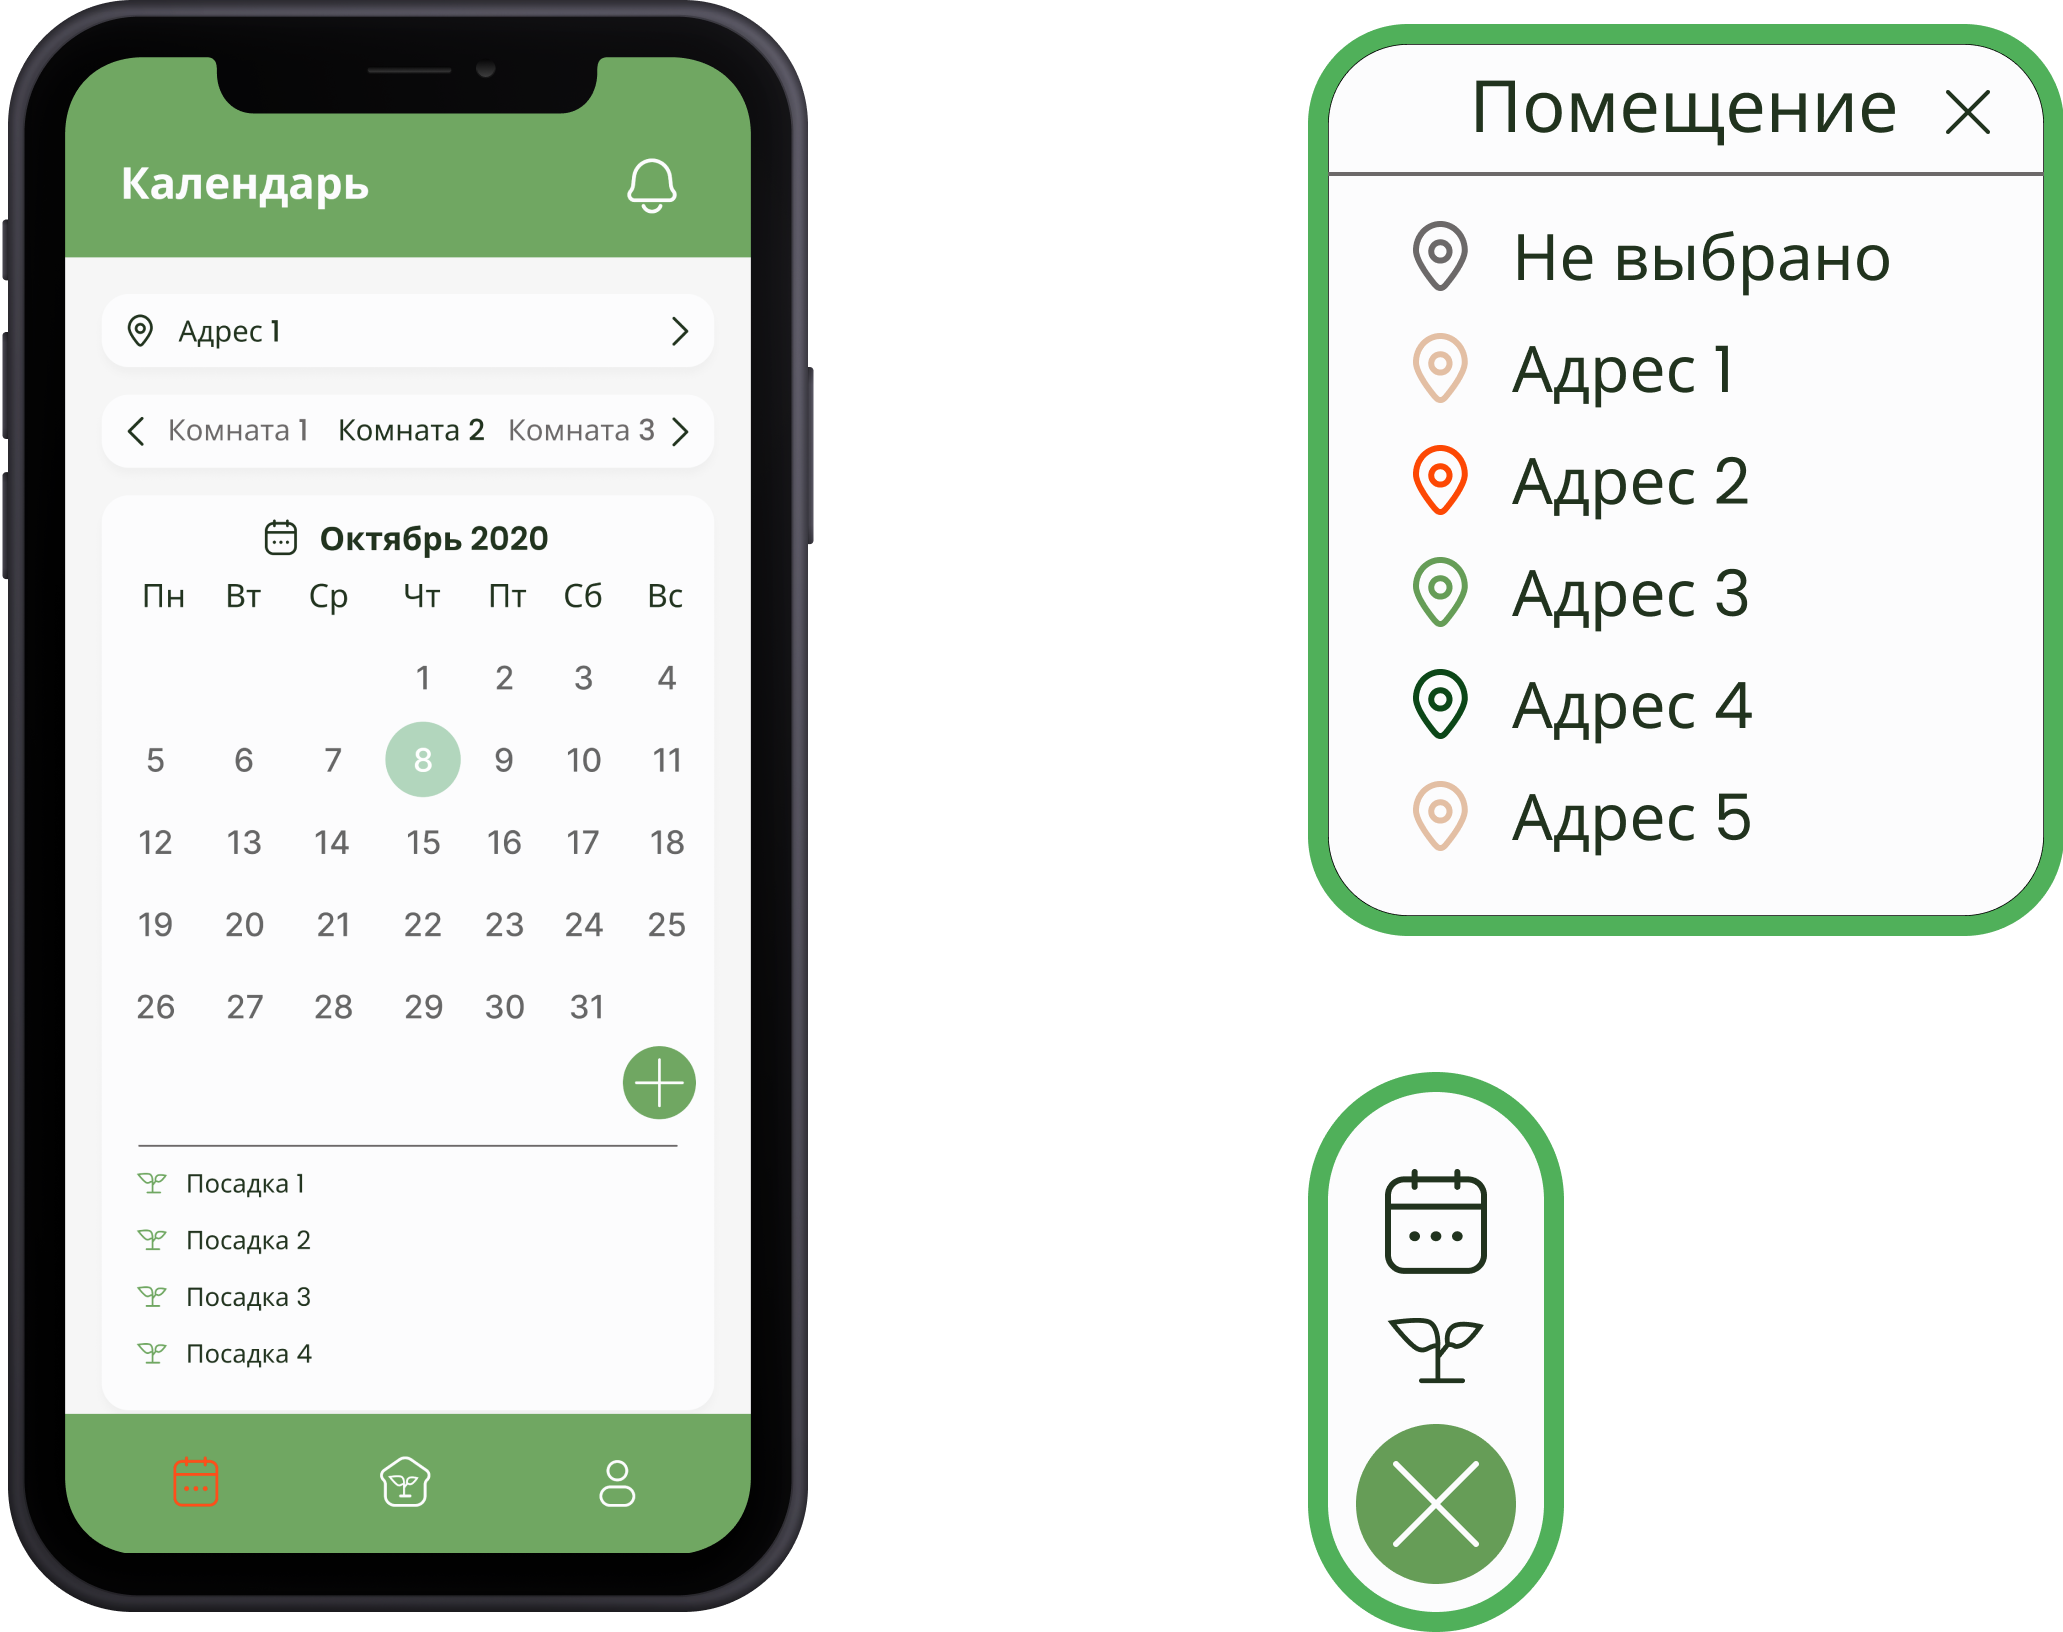 Календарь
Адрес 1
Комната 1 Комната 2 Комната 3
Октябрь 2020
Пн Вт Ср Чт Пт Сб Вс
1 2 3 4
5 6 7 8 9 10 11
12 13 14 15 16 17 18
19 20 21 22 23 24 25
26 27 28 29 30 31
Посадка 1
Посадка 2
Посадка 3
Посадка 4
Помещение
Не выбрано
Адрес 1
Адрес 2
Адрес 3
Адрес 4
Адрес 5